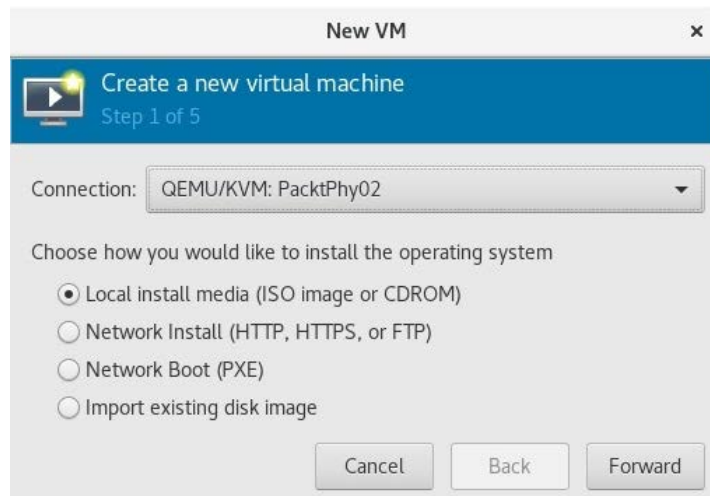 New VM ×
Create a new virtual machine
Step 1 of 5
Connection: QEMU/KVM: PacktPhy02
Choose how you would like to install the operating system
Local install media (ISO image or CDROM)
Network Install (HTTP, HTTPS, or FTP)
Network Boot (PXE)
Import existing disk image
Cancel Back Forward